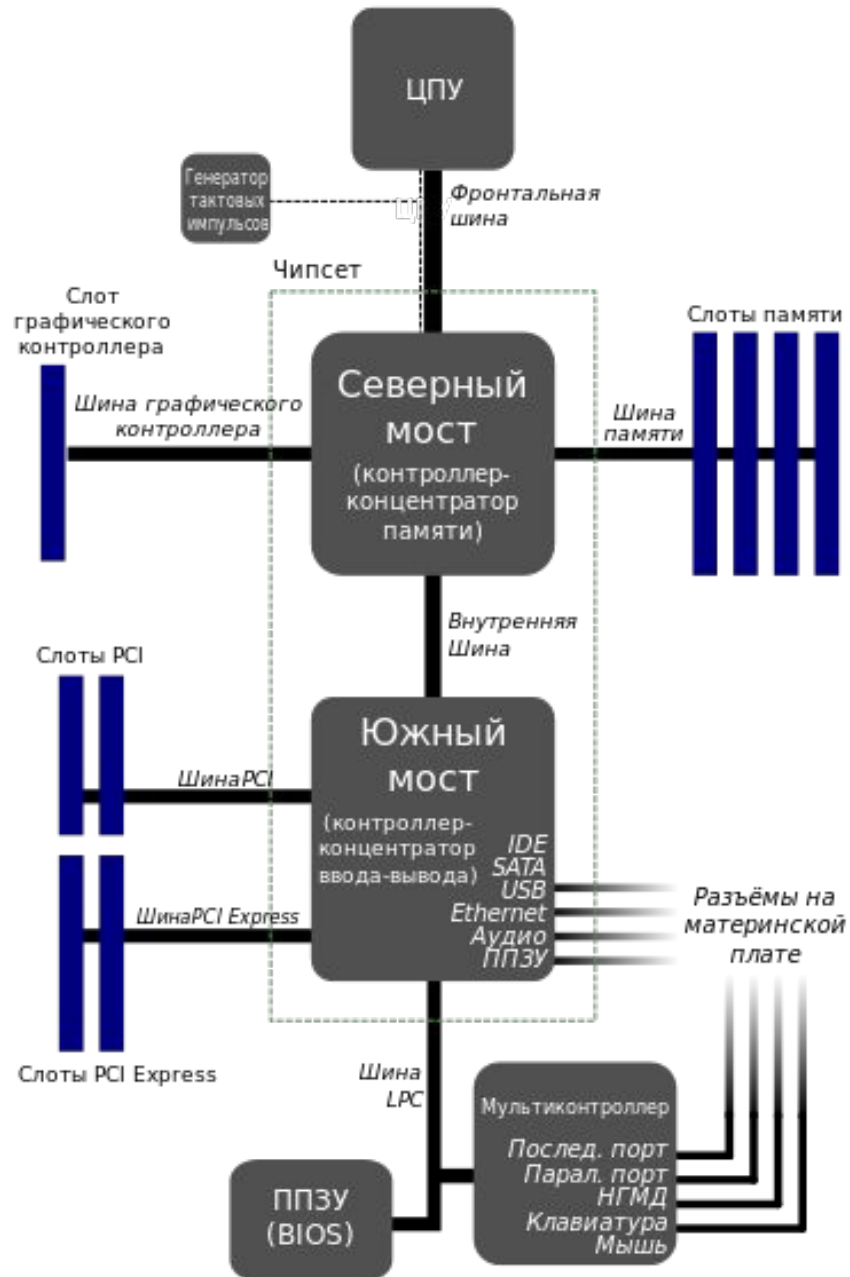 ЦПУ
Генератор
тактовых
импульсов
Фронтальная
шина
Чипсет
Слот
графического
контроллера
Слоты памяти
Шина графического
контроллера
Северный
мост
(контроллер-
концентратор
памяти)
Шина
памяти
Внутренняя
Шина
Слоты PCI
ШинаPCI
Южный
мост
(контроллер-
концентратор
ввода-вывода)
IDE
SATA
USB
Ethernet
Аудио
ППЗУ
Разъёмы на
материнской
плате
ШинаPCI Express
Слоты PCI Express
Шина
LPC
Мультиконтроллер
Послед. порт
Парал. порт
НГМД
Клавиатура
Мышь
ППЗУ
(BIOS)